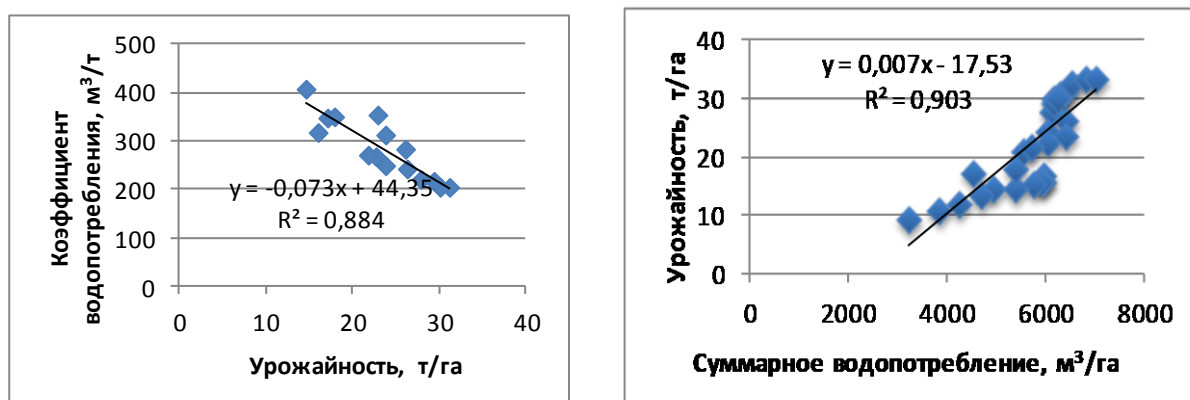 Коэффициент
водопотребления, м³/т
500
400
300
200
100
0
y = -0,073x + 44,35
R² = 0,884
0 10 20 30 40
Урожайность, т/га
Урожайность, т/га
40
30
20
10
0
y = 0,007x - 17,53
R² = 0,903
0 2000 4000 6000 8000
Суммарное водопотребление, м³/га